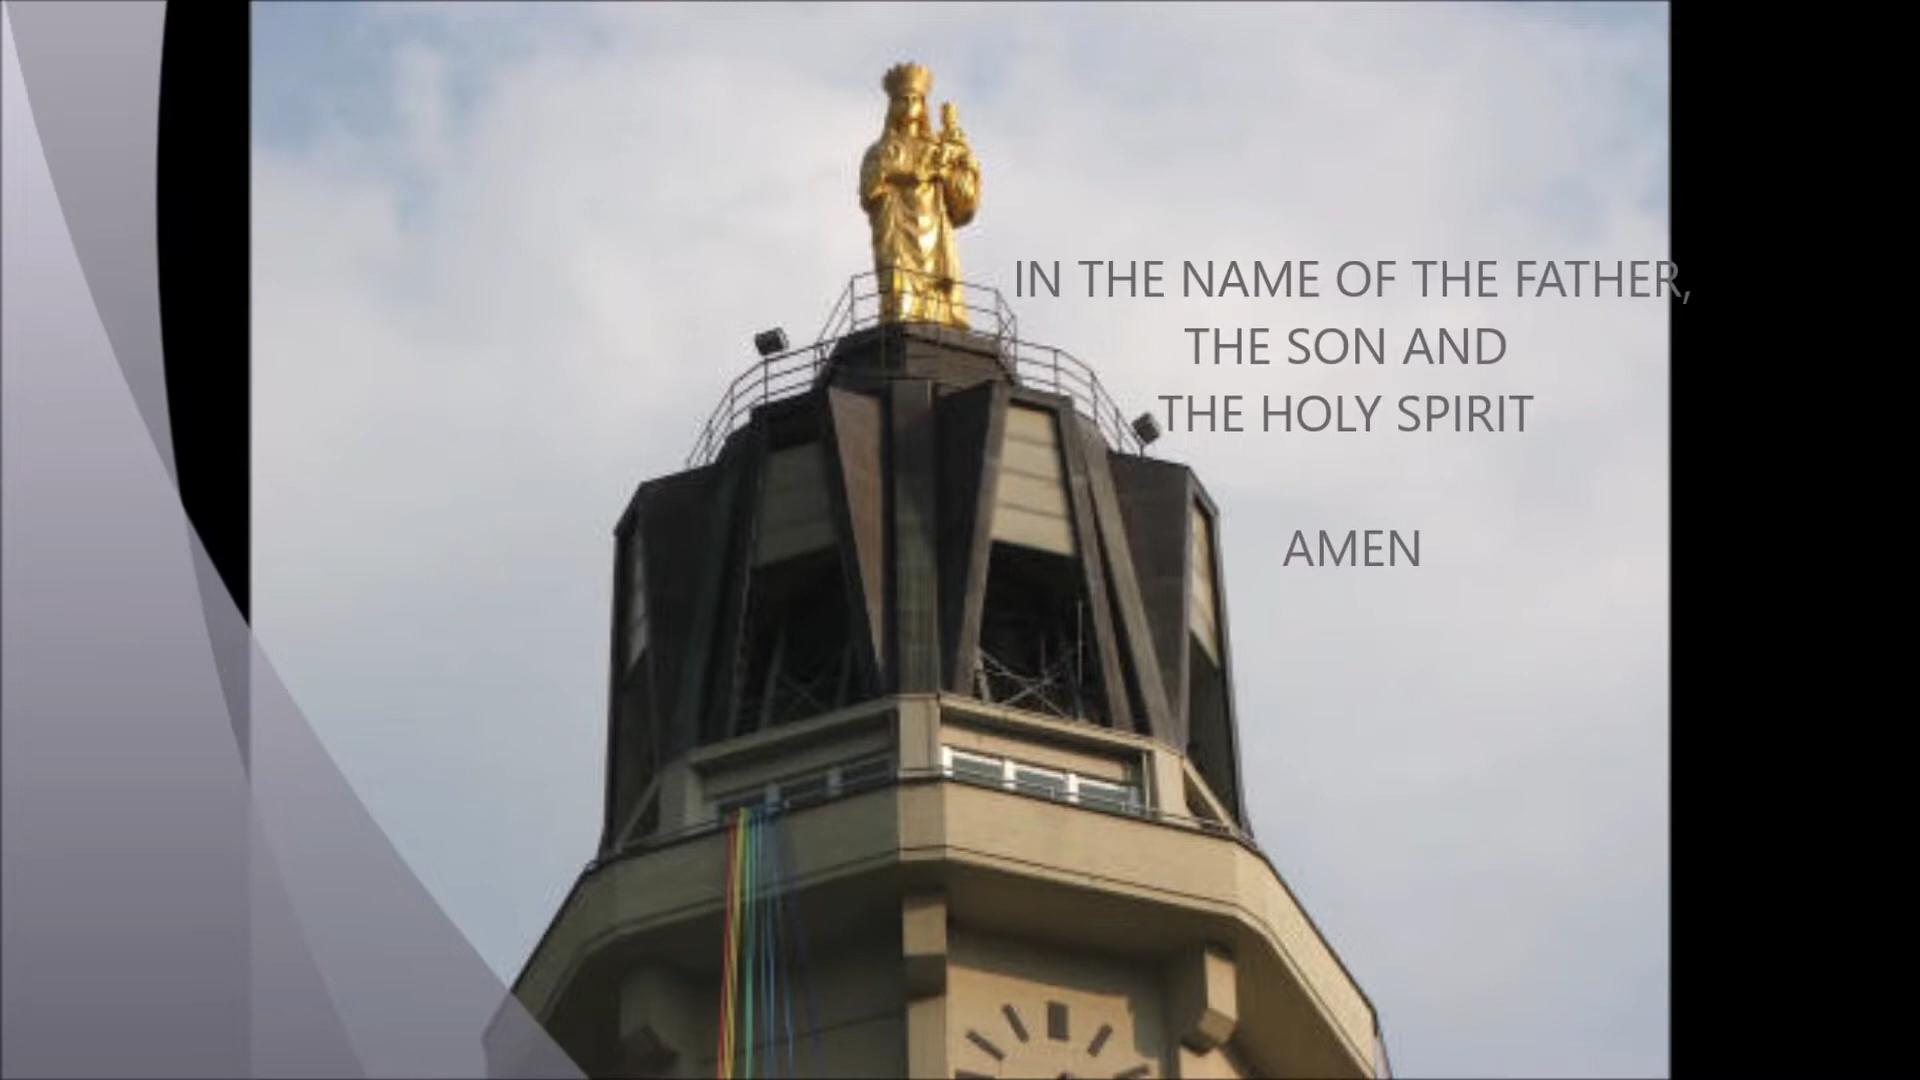 IN THE NAME OF THE FATHER,
THE SON AND
THE HOLY SPIRIT
AMEN